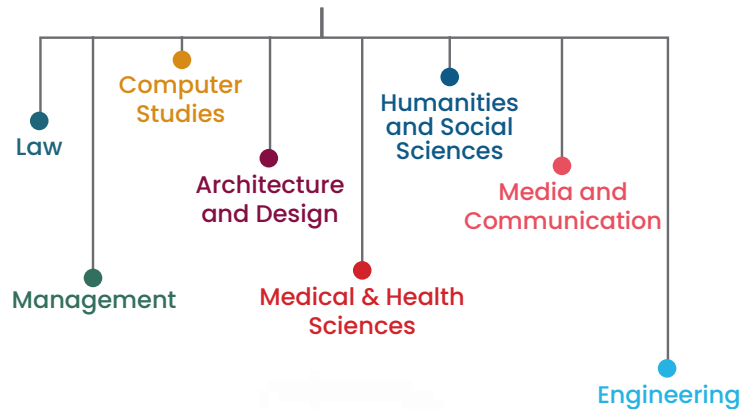 Law
Management
Computer
Studies
Architecture
and Design
Medical & Health
Sciences
Humanities
and Social
Sciences
Media and
Communication
Engineering